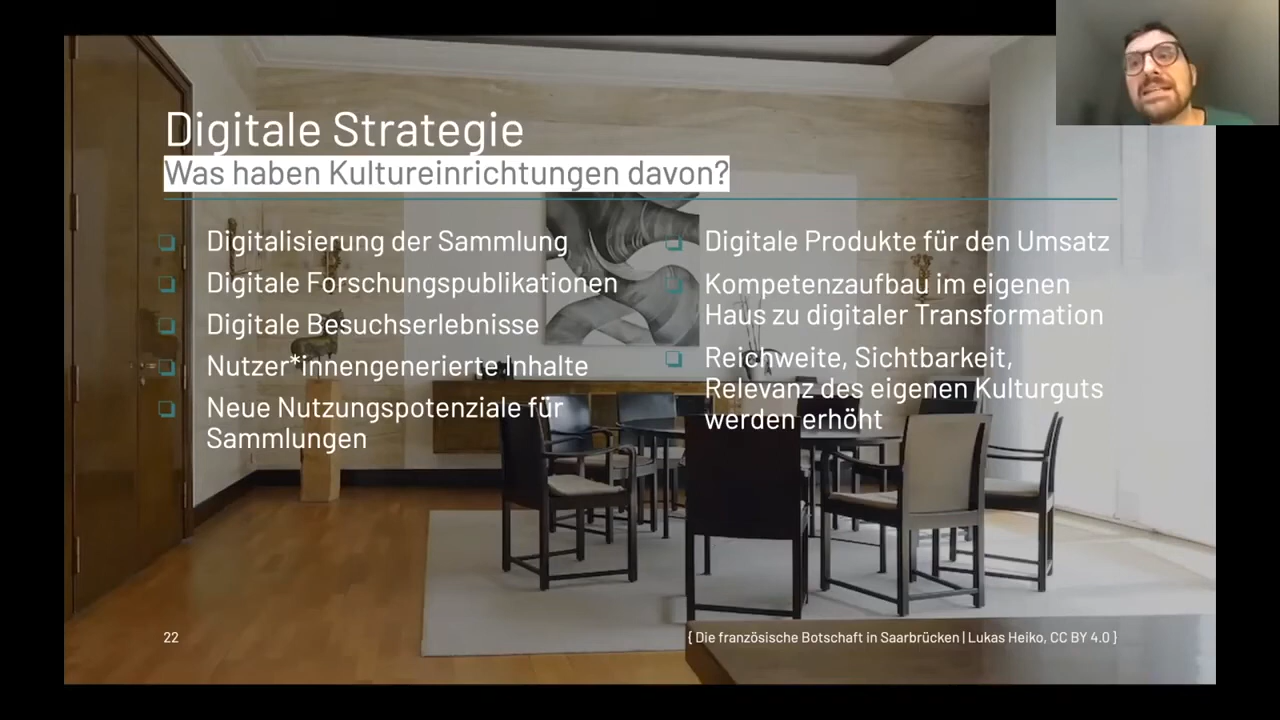 Digitale Strategie
Was haben Kultureinrichtungen davon?
Digitalisierung der Sammlung
Digitale Forschungspublikationen
Digitale Besuchserlebnisse
Nutzer*innengenerierte Inhalte
Neue Nutzungspotenziale für
Sammlungen
Digitale Produkte für den Umsatz
Kompetenzaufbau im eigenen
Haus zu digitaler Transformation
Reichweite, Sichtbarkeit,
Relevanz des eigenen Kulturguts
werden erhöht
22
{ Die französische Botschaft in Saarbrücken | Lukas Heiko, CC BY 4.0 }